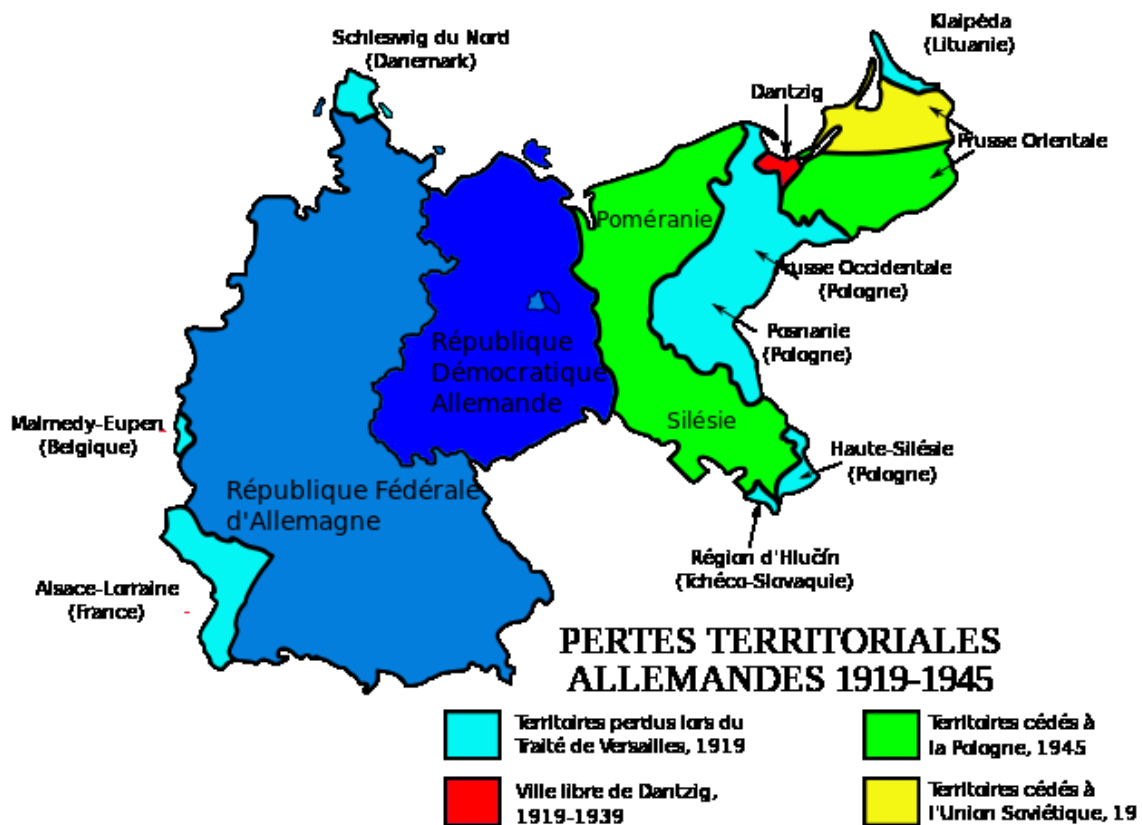 Klaipéda
(Lituanie)
Schleswig du Nord
(Danemark)
Dantzig
Prusse Orientale
Poméranie
Prusse Occidentale
(Pologne)
Posnanie
(Pologne)
République
Démocratique
Allemande
Malmedy-Eupen
(Belgique)
Silésie
Haute-Silésie
(Pologne)
République Fédérale
d'Allemagne
Région d'Hlučín
(Tchéco-Slovaquie)
Alsace-Lorraine
(France)
PERTES TERRITORIALES
ALLEMANDES 1919-1945
Territoires perdus lors du
Traité de Versailles, 1919
Ville libre de Dantzig,
1919-1939
Territoires cédés à
la Pologne, 1945
Territoires cédés à
l'Union Soviétique, 19